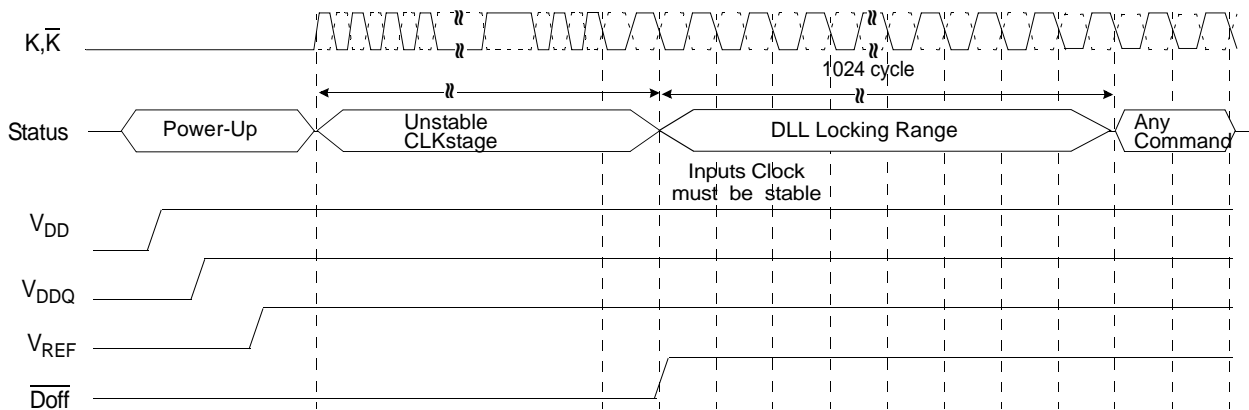 K,K̅
1024 cycle
Status
Power-Up
Unstable
CLKstage
DLL Locking Range
Any
Command
Inputs Clock
must be stable
VDD
VDDQ
VREF
D̅o̅f̅f̅